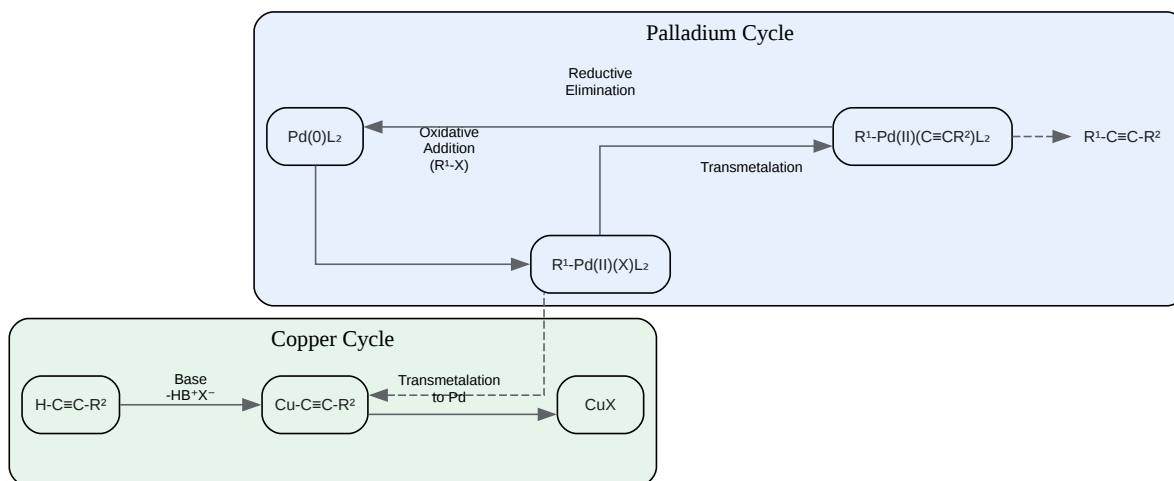 Palladium Cycle
Reductive
Elimination
Pd(0)L₂
Oxidative
Addition
(R¹-X)
R¹-Pd(II)(C≡CR²)L₂
R¹-C≡C-R²
Transmetalation
R¹-Pd(II)(X)L₂
Copper Cycle
H-C≡C-R²
Base
-HB⁺X⁻
Cu-C≡C-R²
Transmetalation
to Pd
CuX